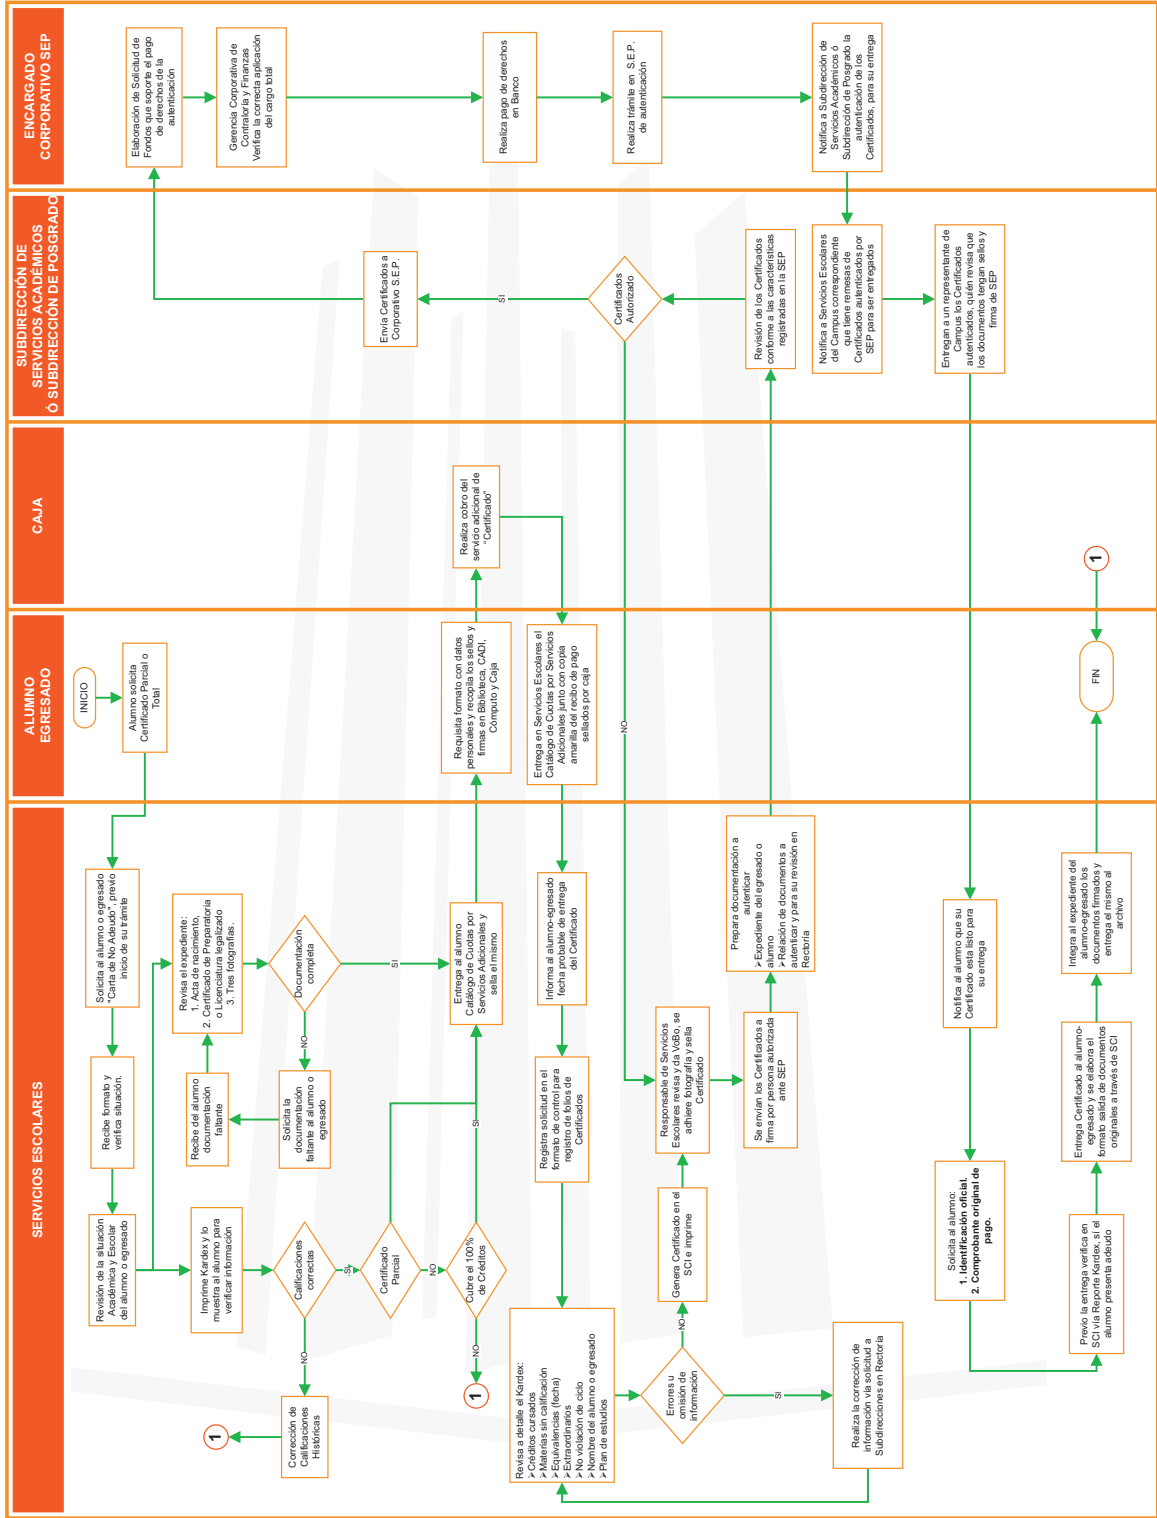 SERVICIOS ESCOLARES
ALUMNO
EGRESADO
CAJA
SUBDIRECCIÓN DE
SERVICIOS ACADÉMICOS
Ó SUBDIRECCIÓN DE POSGRADO
ENCARGADO
CORPORATIVO SEP
INICIO
Alumno solicita
Certificado Parcial o
Total
Solicita al alumno o egresado
"Carta de No Adeudo", previo
inicio de su trámite
Recibe formato y
verifica situación.
Revisión de la situación
Académica y Escolar
del alumno o egresado
Revisa el expediente:
1. Acta de nacimiento,
2. Certificado de Preparatoria
o Licenciatura legalizado
3. Tres fotografías.
Recibe del alumno
documentación
faltante
Imprime Kardex y lo
muestra al alumno para
verificar información
Documentación
completa
NO
SI
Solicita la
documentación
faltante al alumno o
egresado
Calificaciones
correctas
NO
SI
Corrección de
Calificaciones
Históricas
1
Certificado
Parcial
NO
Cubre el 100%
de Créditos
SI
NO
1
Entrega al alumno
Catálogo de Cuotas por
Servicios Adicionales y
sella el mismo
Requisita formato con datos
personales y recopila los sellos y
firmas en Biblioteca, CADI,
Cómputo y Caja
Realiza cobro del
servicio adicional de
"Certificado"
Entrega en Servicios Escolares el
Catálogo de Cuotas por Servicios
Adicionales junto con copia
amarilla del recibo de pago
sellados por caja
Informa al alumno-egresado
fecha probable de entrega
del Certificado
Registra solicitud en el
formato de control para
registro de folios de
Certificados
Revisa a detalle el Kardex:
➢Créditos cursados
➢Materias sin calificación
➢Equivalencias (fecha)
➢Extraordinarios
➢No violación de ciclo
➢Nombre del alumno o egresado
➢Plan de estudios
Errores u
omisión de
información
NO
SI
Realiza la corrección de
información vía solicitud a
Subdirecciones en Rectoría
Genera Certificado en el
SCI e imprime
Responsable de Servicios
Escolares revisa y da VoBo, se
adhiere fotografía y sella
Certificado
Se envían los Certificados a
firma por persona autorizada
ante SEP
Prepara documentación a
autenticar
➢Expediente del egresado o
alumno
➢Relación de documentos a
autenticar y para su revisión en
Rectoría
Revisión de los Certificados
conforme a las características
registradas en la SEP
Certificados
Autorizado
NO
SI
Envía Certificados a
Corporativo S.E.P.
Elaboración de Solicitud de
Fondos que soporte el pago
de derechos de la
autenticación
Gerencia Corporativa de
Contraloría y Finanzas
Verifica la correcta aplicación
del cargo total
Realiza pago de derechos
en Banco
Realiza trámite en S.E.P.
de autenticación
Notifica a Subdirección de
Servicios Académicos ó
Subdirección de Posgrado la
autenticación de los
Certificados, para su entrega
Notifica a Servicios Escolares
del Campus correspondiente
que tiene remesas de
Certificados autenticados por
SEP para ser entregados
Entregan a un representante de
Campus los Certificados
autenticados, quién revisa que
los documentos tengan sellos y
firma de SEP
Notifica al alumno que su
Certificado esta listo para
su entrega
Solicita al alumno:
1. Identificación oficial.
2. Comprobante original de
pago.
Previo la entrega verifica en
SCI vía Reporte Kardex, si el
alumno presenta adeudo
Entrega Certificado al alumno-
egresado y se elabora el
formato salida de documentos
originales a través de SCI
Integra al expediente del
alumno-egresado los
documentos firmados y
entrega el mismo al
archivo
FIN
1